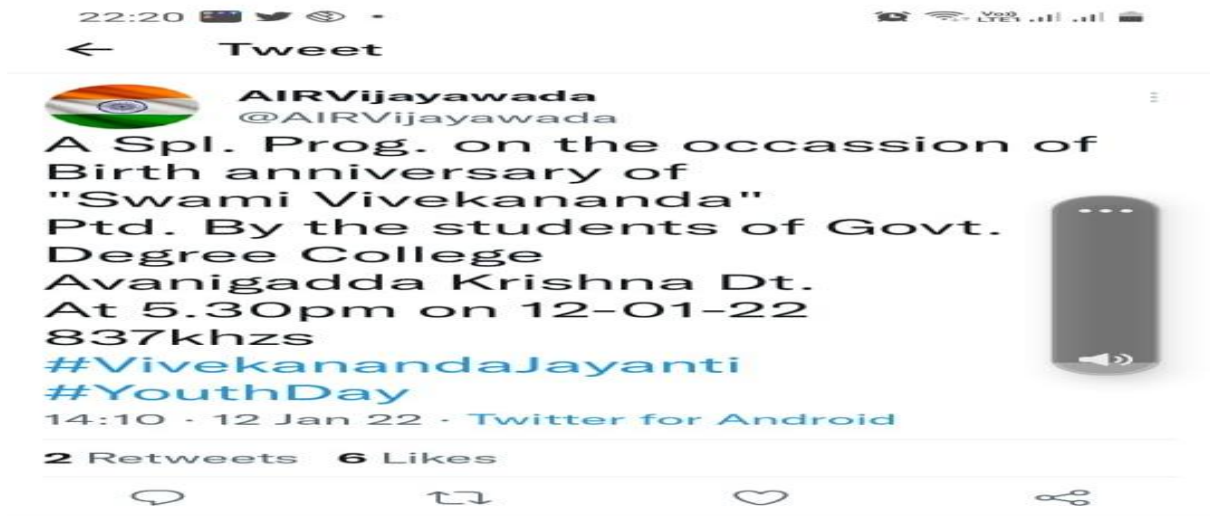 22:20
Tweet
AIRVijayawada
@AIRVijayawada
A Spl. Prog. on the occassion of
Birth anniversary of
"Swami Vivekananda"
Ptd. By the students of Govt.
Degree College
Avanigadda Krishna Dt.
At 5.30pm on 12-01-22
837khzs
#VivekanandaJayanti
#YouthDay
14:10 · 12 Jan 22 · Twitter for Android
2 Retweets 6 Likes